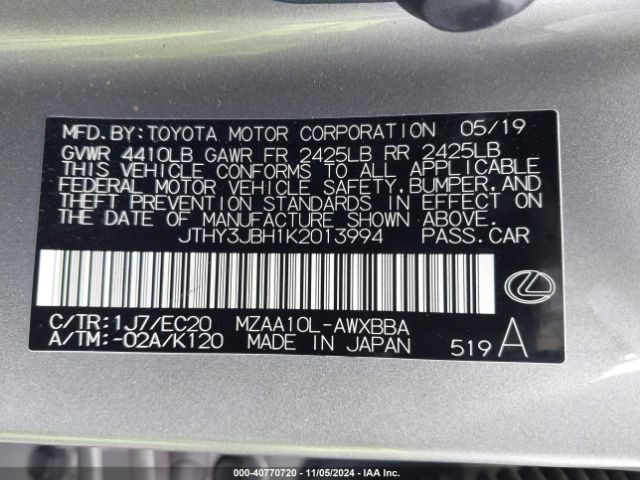 MFD.BY:TOYOTA MOTOR CORPORATION 05/19
GVWR 4410LB GAWR FR 2425LB RR 2425LB
THIS VEHICLE CONFORMS TO ALL APPLICABLE
FEDERAL MOTOR VEHICLE SAFETY,BUMPER,AND
THEFT PREVENTION STANDARDS IN EFFECT ON
THE DATE OF MANUFACTURE SHOWN ABOVE.
JTHY3JBH1K2013994 PASS.CAR
C/TR:1J7/EC20 MZAA10L-AWXBBA
A/TM:-02A/K120 MADE IN JAPAN 519 A
000-40770720 - 11/05/2024 - IAAI.COM